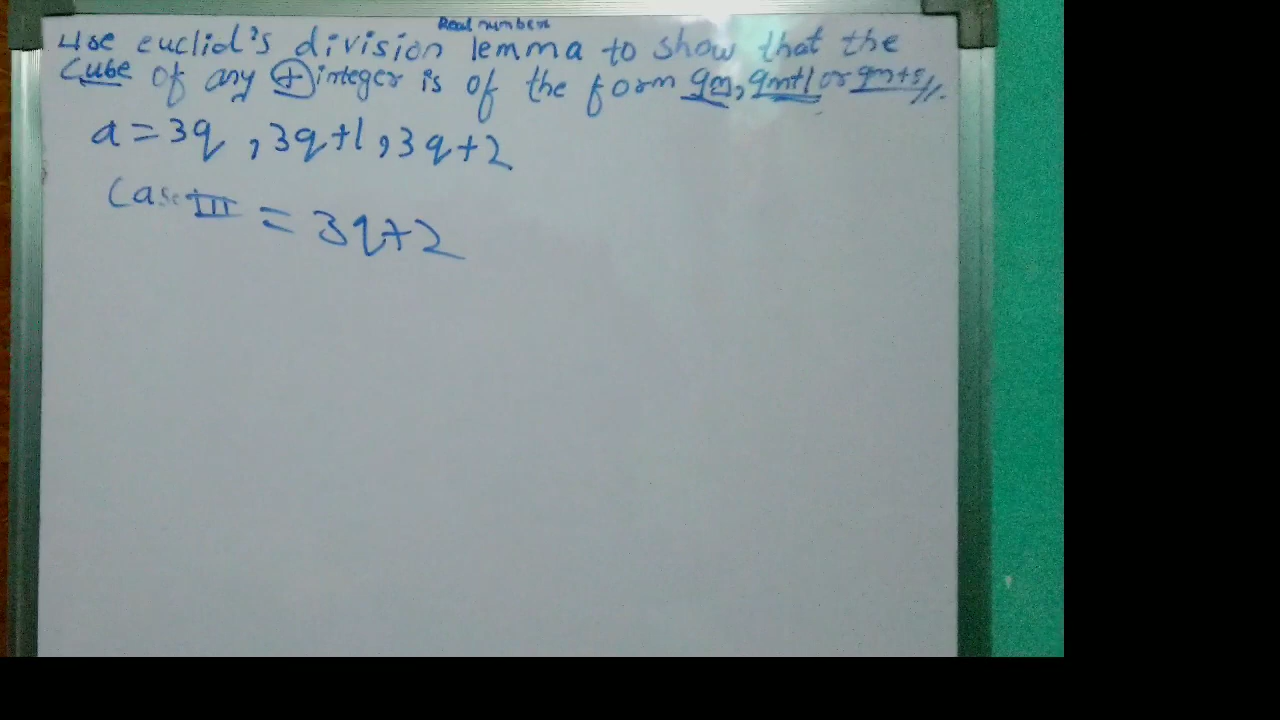 Real numbers
Use euclid's division lemma to show that the
Cube of any ⊕ integer is of the form 9m, 9m+1 or 9m+8//.
a = 3q , 3q+1 , 3q+2
Case III = 3q+2